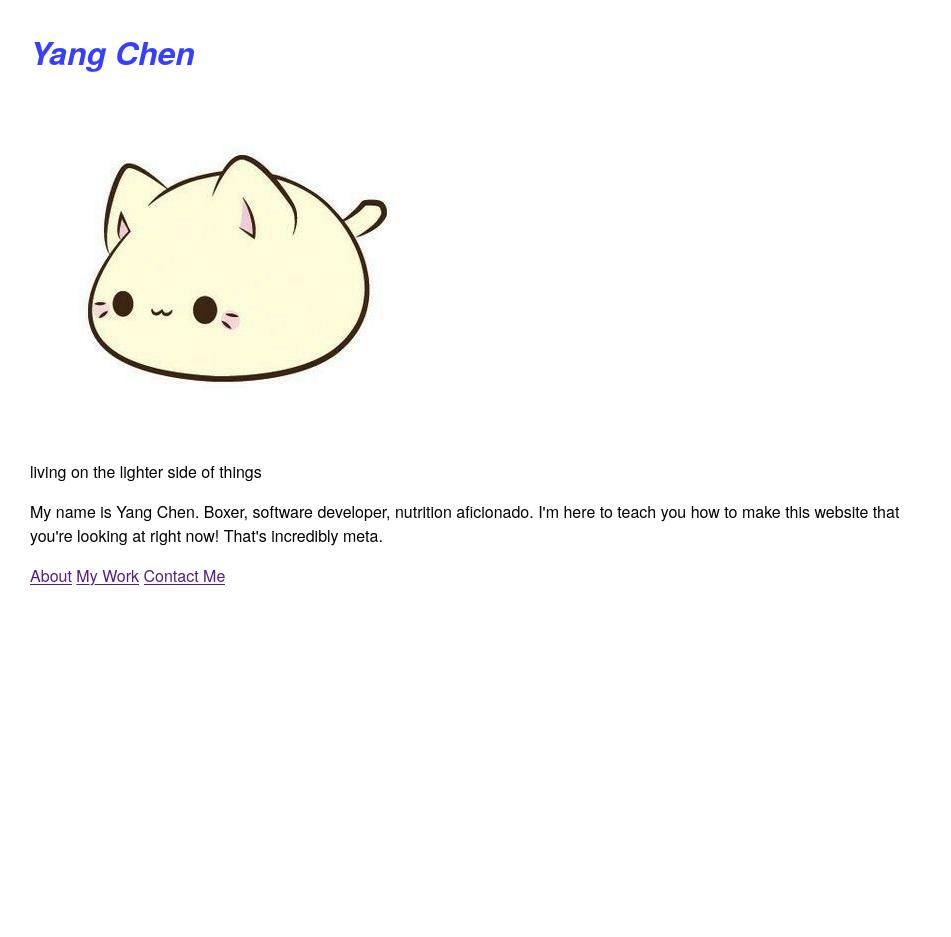 Yang Chen
living on the lighter side of things
My name is Yang Chen. Boxer, software developer, nutrition aficionado. I'm here to teach you how to make this website that
you're looking at right now! That's incredibly meta.
About My Work Contact Me